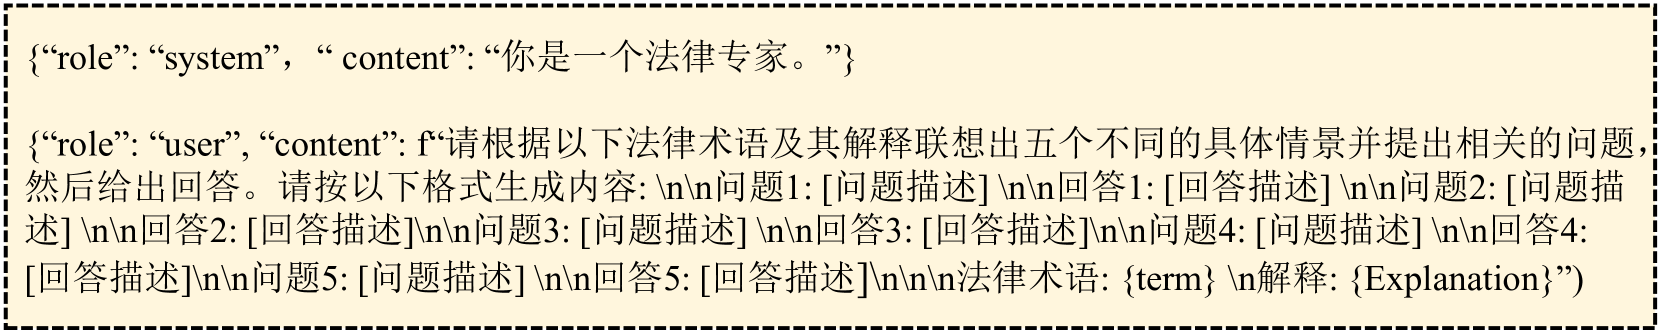 {“role”: “system”，“ content”: “你是一个法律专家。”}
{“role”: “user”, “content”: f“请根据以下法律术语及其解释联想出五个不同的具体情景并提出相关的问题，
然后给出回答。请按以下格式生成内容: \n\n问题1: [问题描述] \n\n回答1: [回答描述] \n\n问题2: [问题描
述] \n\n回答2: [回答描述]\n\n问题3: [问题描述] \n\n回答3: [回答描述]\n\n问题4: [问题描述] \n\n回答4:
[回答描述]\n\n问题5: [问题描述] \n\n回答5: [回答描述]\n\n\n法律术语: {term} \n解释: {Explanation}”)